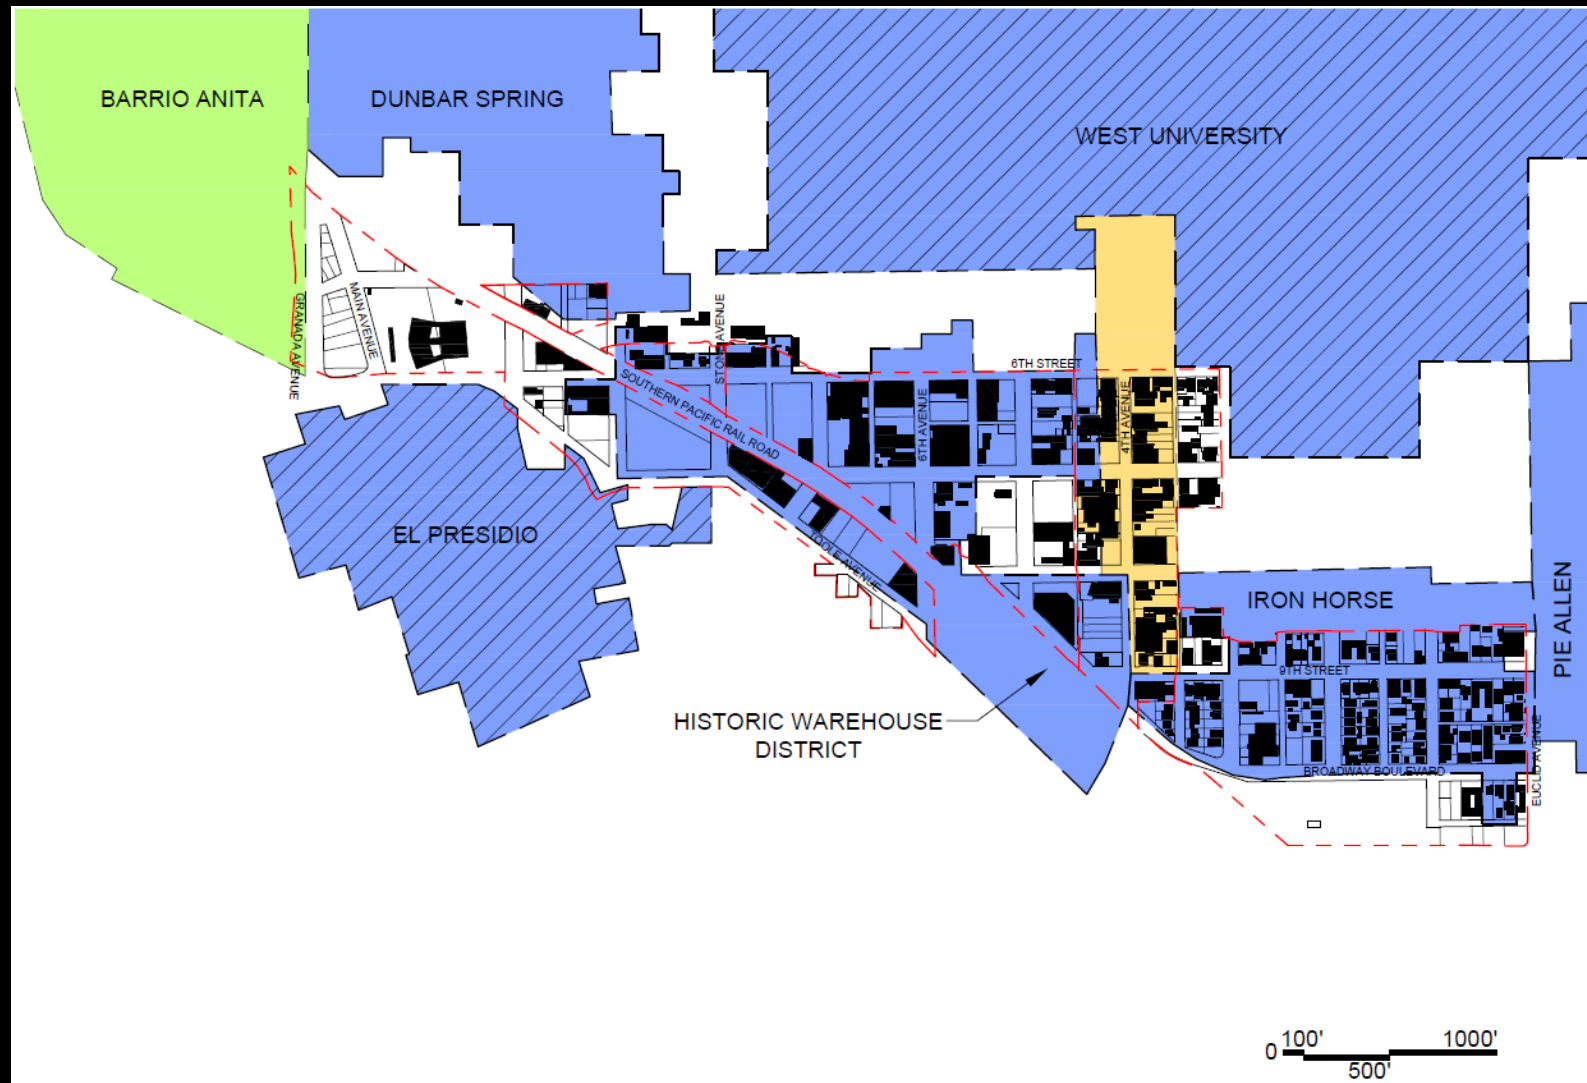 BARRIO ANITA
DUNBAR SPRING
WEST UNIVERSITY
GRANADA AVENUE
MAIN AVENUE
STONE AVENUE
6TH STREET
SOUTHERN PACIFIC RAIL ROAD
6TH AVENUE
4TH AVENUE
EL PRESIDIO
TOOLE AVENUE
IRON HORSE
PIE ALLEN
9TH STREET
HISTORIC WAREHOUSE
DISTRICT
BROADWAY BOULEVARD
EUCLID AVENUE
0 100' 1000'
500'